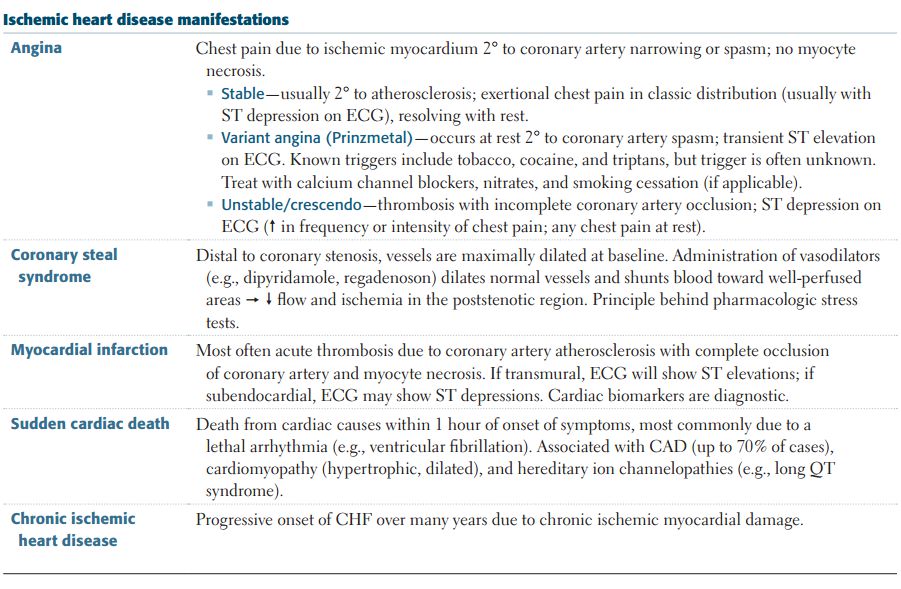 Ischemic heart disease manifestations
Angina
Chest pain due to ischemic myocardium 2° to coronary artery narrowing or spasm; no myocyte
necrosis.
▪ Stable—usually 2° to atherosclerosis; exertional chest pain in classic distribution (usually with
ST depression on ECG), resolving with rest.
▪ Variant angina (Prinzmetal)—occurs at rest 2° to coronary artery spasm; transient ST elevation
on ECG. Known triggers include tobacco, cocaine, and triptans, but trigger is often unknown.
Treat with calcium channel blockers, nitrates, and smoking cessation (if applicable).
▪ Unstable/crescendo—thrombosis with incomplete coronary artery occlusion; ST depression on
ECG (↑ in frequency or intensity of chest pain; any chest pain at rest).
Coronary steal
syndrome
Distal to coronary stenosis, vessels are maximally dilated at baseline. Administration of vasodilators
(e.g., dipyridamole, regadenoson) dilates normal vessels and shunts blood toward well-perfused
areas → ↓ flow and ischemia in the poststenotic region. Principle behind pharmacologic stress
tests.
Myocardial infarction
Most often acute thrombosis due to coronary artery atherosclerosis with complete occlusion
of coronary artery and myocyte necrosis. If transmural, ECG will show ST elevations; if
subendocardial, ECG may show ST depressions. Cardiac biomarkers are diagnostic.
Sudden cardiac death
Death from cardiac causes within 1 hour of onset of symptoms, most commonly due to a
lethal arrhythmia (e.g., ventricular fibrillation). Associated with CAD (up to 70% of cases),
cardiomyopathy (hypertrophic, dilated), and hereditary ion channelopathies (e.g., long QT
syndrome).
Chronic ischemic
heart disease
Progressive onset of CHF over many years due to chronic ischemic myocardial damage.